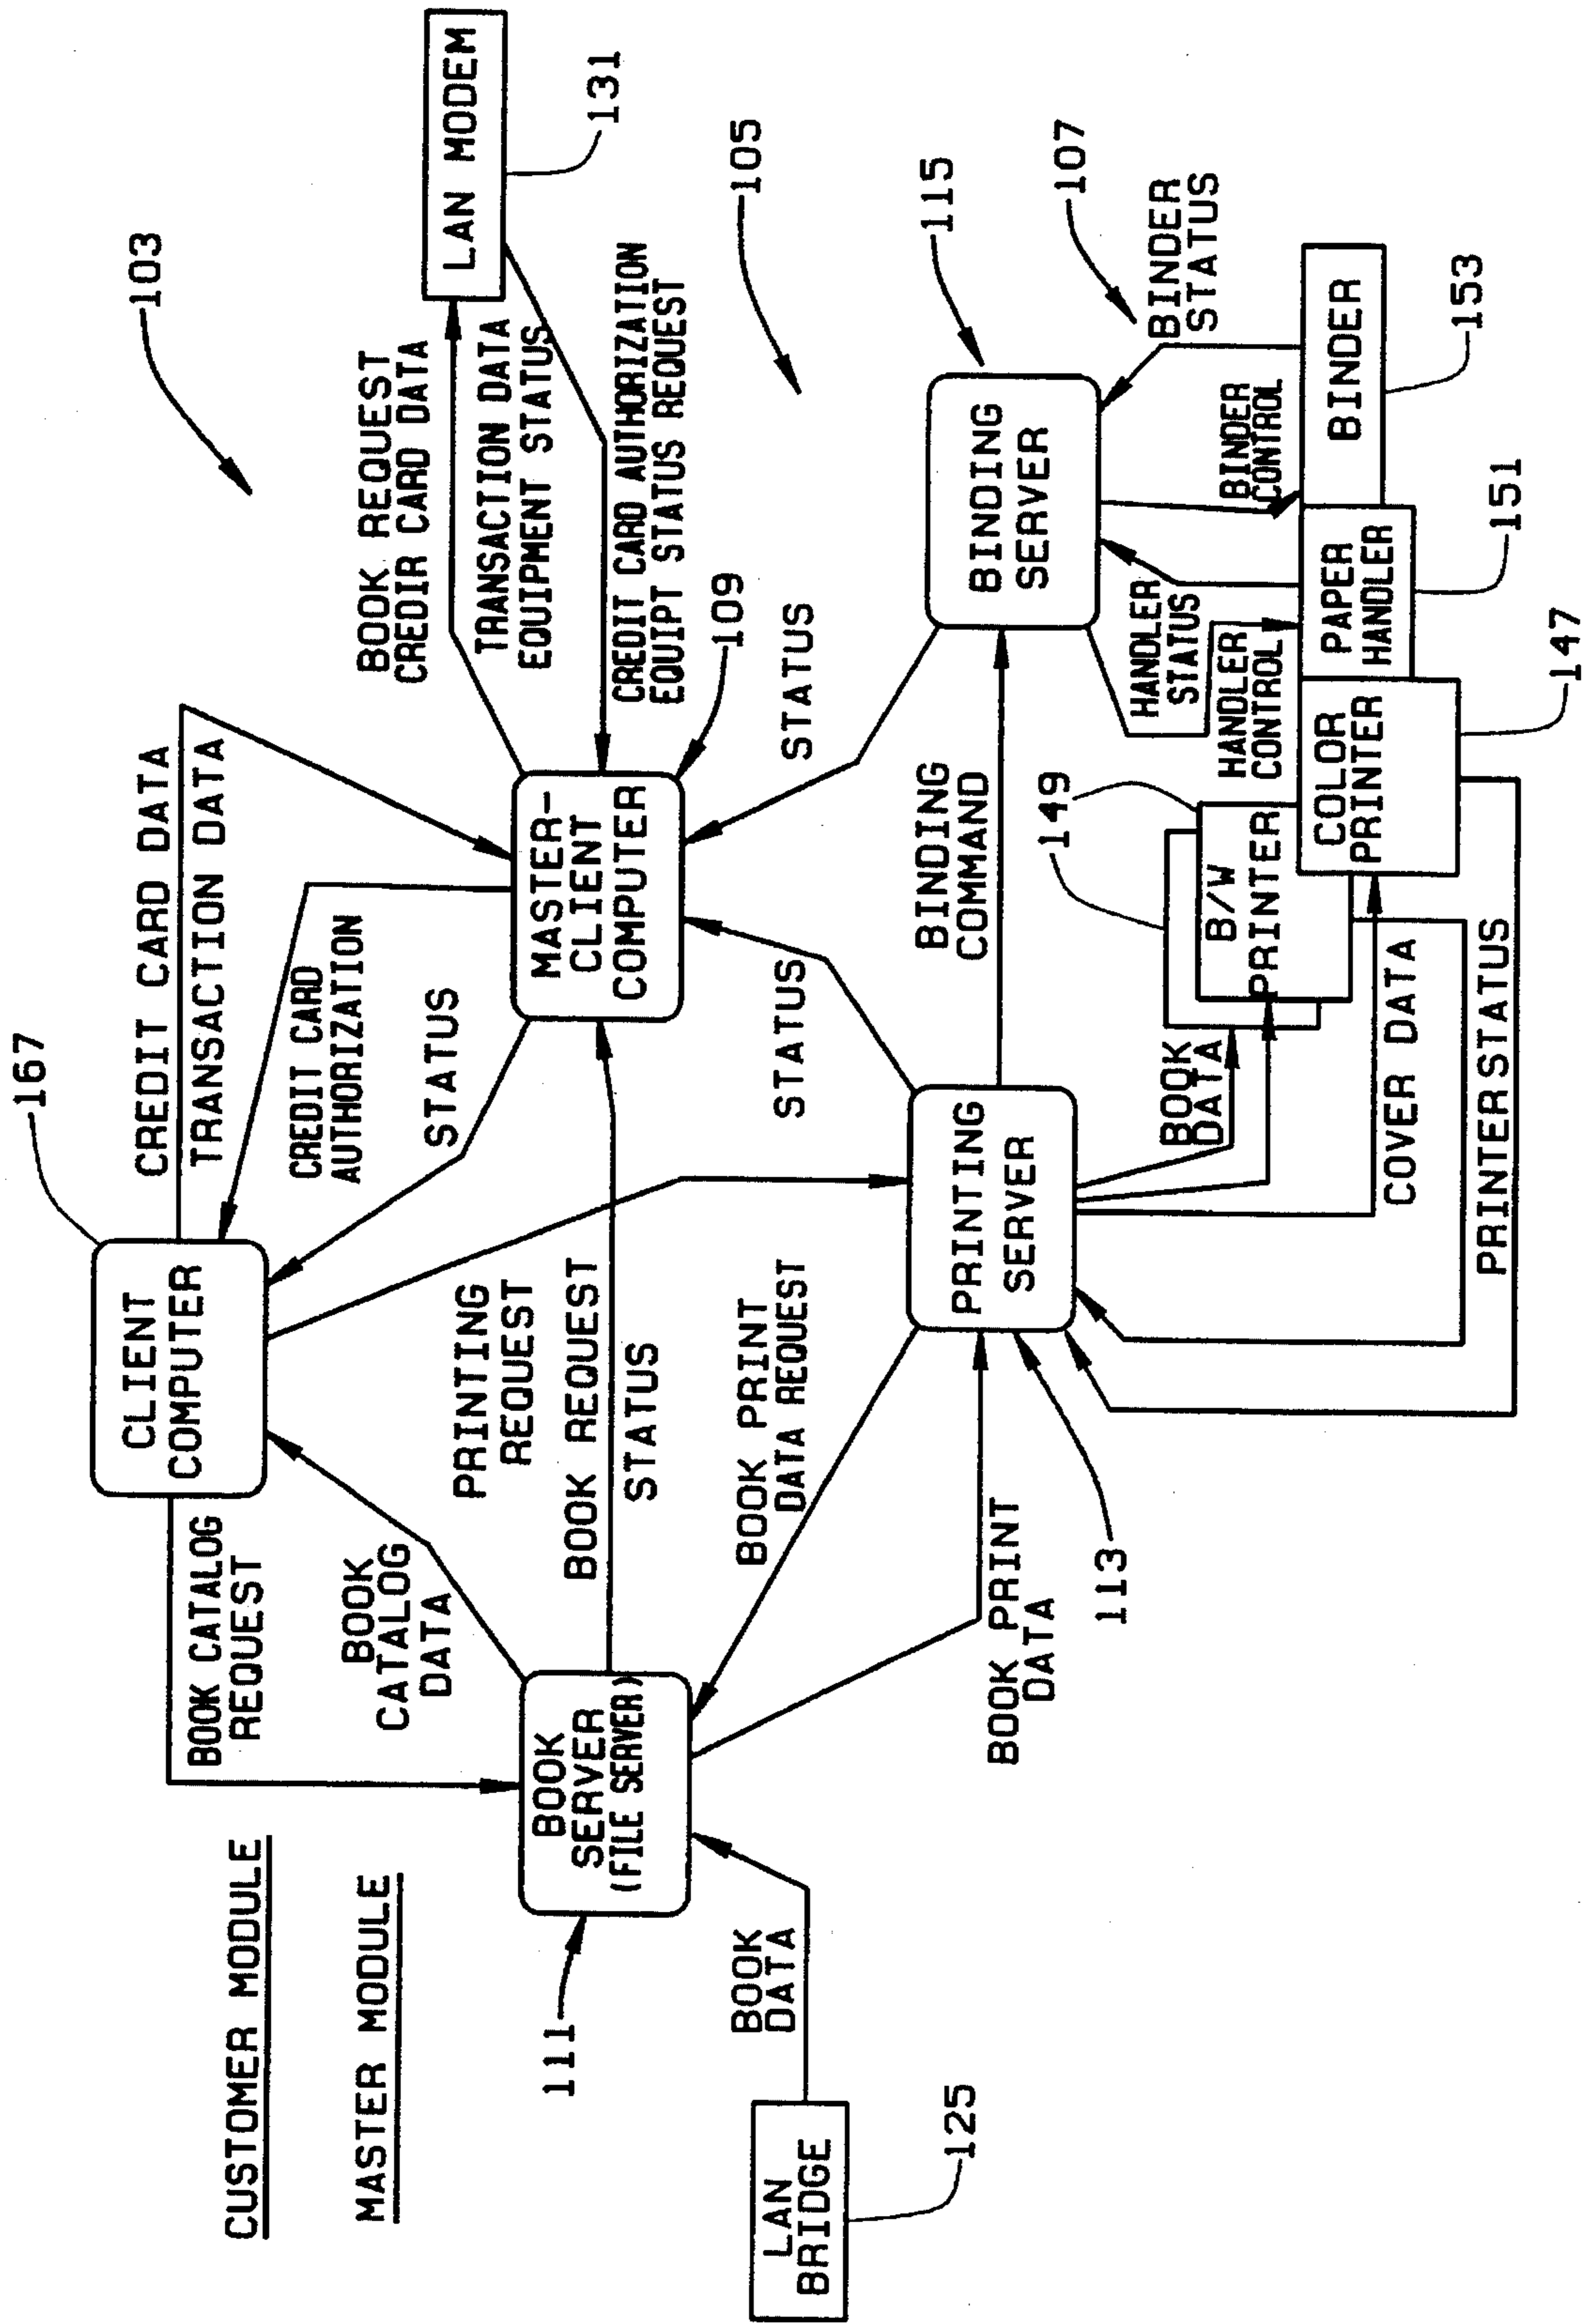 CUSTOMER MODULE
MASTER MODULE
167
CLIENT
COMPUTER
103
CREDIT CARD DATA
TRANSACTION DATA
CREDIT CARD
AUTHORIZATION
STATUS
BOOK CATALOG
REQUEST
BOOK
CATALOG
DATA
PRINTING
REQUEST
BOOK REQUEST
STATUS
BOOK
SERVER
(FILE SERVER)
111
MASTER-
CLIENT
COMPUTER
109
BOOK REQUEST
CREDIR CARD DATA
TRANSACTION DATA
EQUIPMENT STATUS
CREDIT CARD AUTHORIZATION
EQUIPT STATUS REQUEST
LAN MODEM
131
105
BOOK
DATA
LAN
BRIDGE
125
BOOK PRINT
DATA REQUEST
BOOK PRINT
DATA
113
STATUS
STATUS
PRINTING
SERVER
BINDING
COMMAND
BINDING
SERVER
115
107
BINDER
STATUS
BINDER
CONTROL
HANDLER
STATUS
HANDLER
CONTROL
BOOK
DATA
149
B/W
PRINTER
COLOR
PRINTER
147
PAPER
HANDLER
151
BINDER
153
COVER DATA
PRINTER STATUS